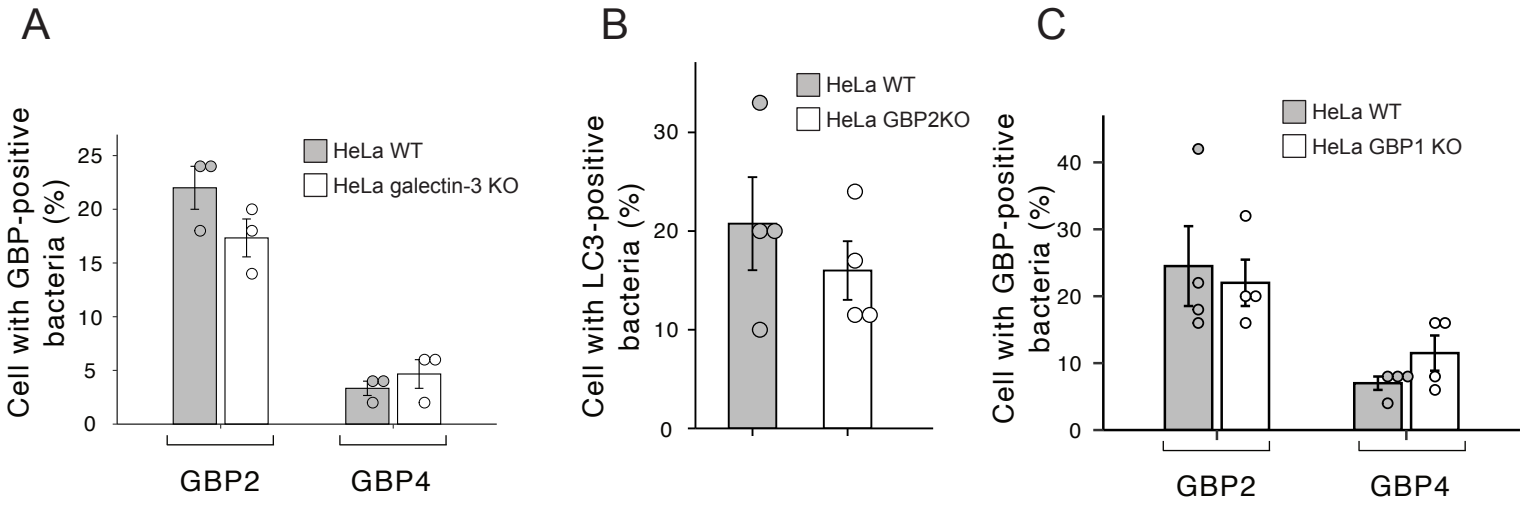 A
Cell with GBP-positive
bacteria (%)
25
20
15
10
5
0
HeLa WT
HeLa galectin-3 KO
GBP2
GBP4
B
Cell with LC3-positive
bacteria (%)
30
20
10
0
HeLa WT
HeLa GBP2KO
C
Cell with GBP-positive
bacteria (%)
40
30
20
10
0
HeLa WT
HeLa GBP1 KO
GBP2
GBP4